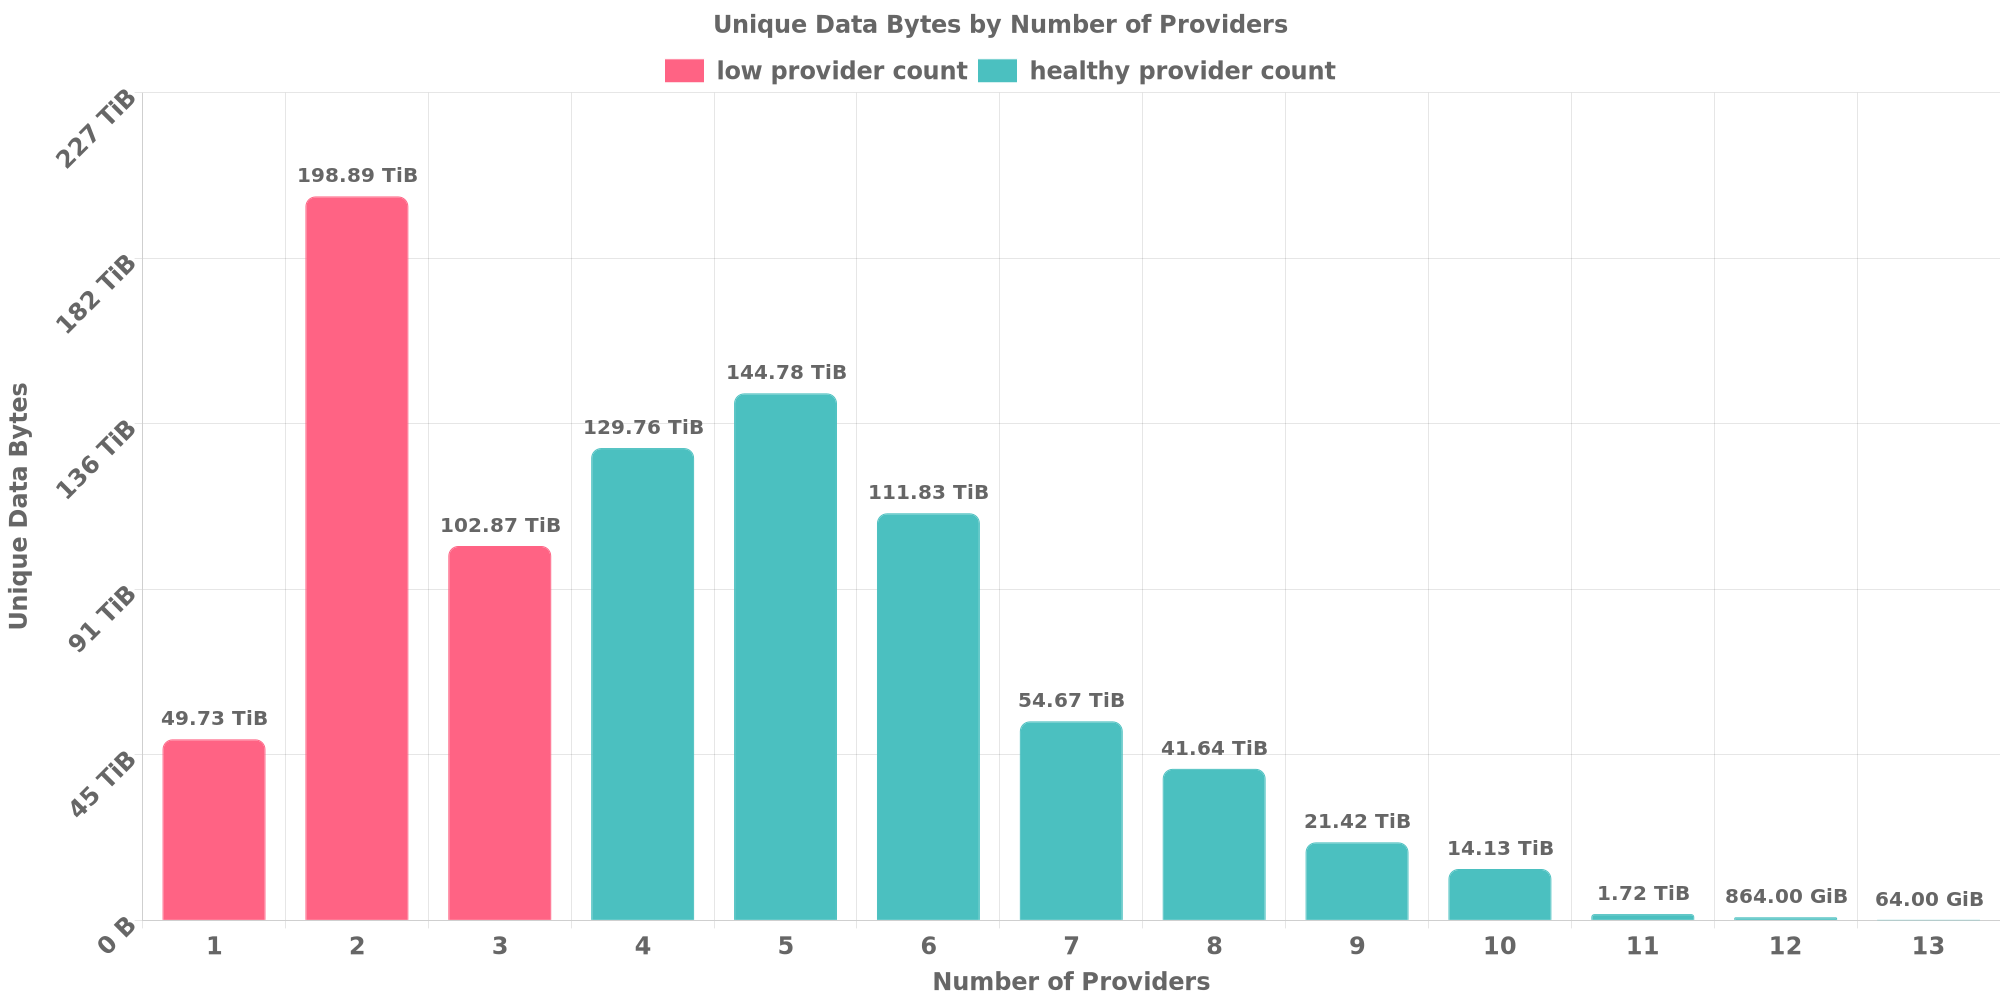 Unique Data Bytes by Number of Providers
low provider count healthy provider count
227 TiB
182 TiB
136 TiB
91 TiB
45 TiB
0 B
Unique Data Bytes
49.73 TiB
198.89 TiB
102.87 TiB
129.76 TiB
144.78 TiB
111.83 TiB
54.67 TiB
41.64 TiB
21.42 TiB
14.13 TiB
1.72 TiB
864.00 GiB
64.00 GiB
1 2 3 4 5 6 7 8 9 10 11 12 13
Number of Providers